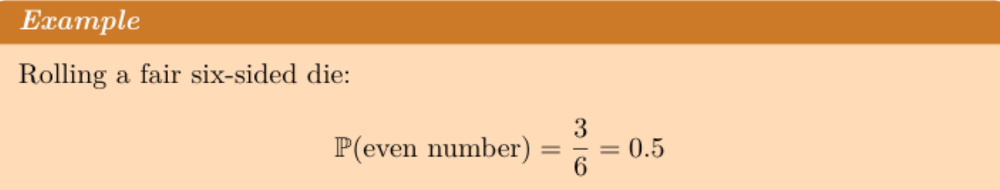 Example
Rolling a fair six-sided die:
ℙ(even number) = 3/6 = 0.5